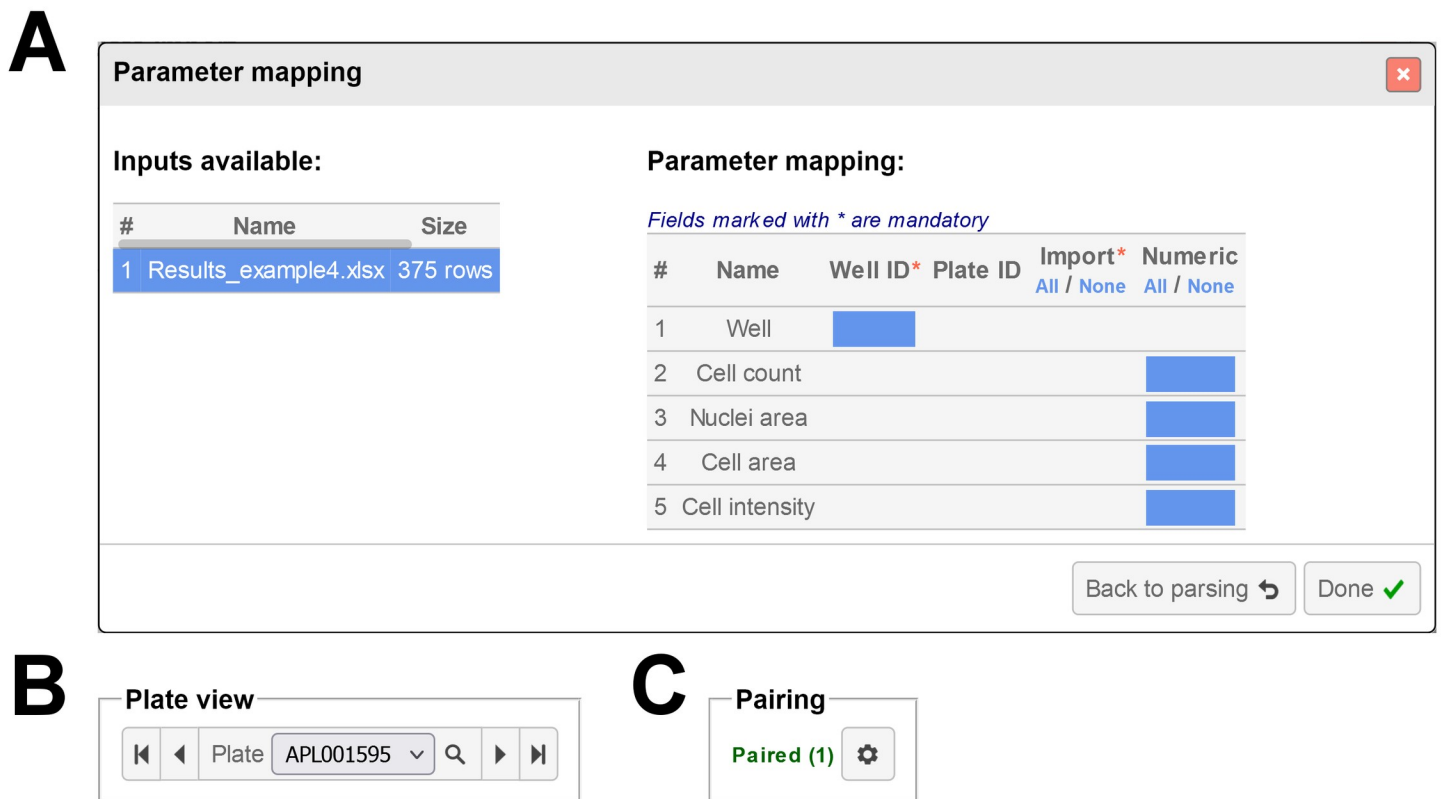 A
Parameter mapping
Inputs available:
# Name Size
1 Results_example4.xlsx 375 rows
Parameter mapping:
Fields marked with * are mandatory
# Name Well ID* Plate ID Import* All / None Numeric All / None
1 Well
2 Cell count
3 Nuclei area
4 Cell area
5 Cell intensity
Back to parsing
Done
B
Plate view
Plate APL001595
C
Pairing
Paired (1)